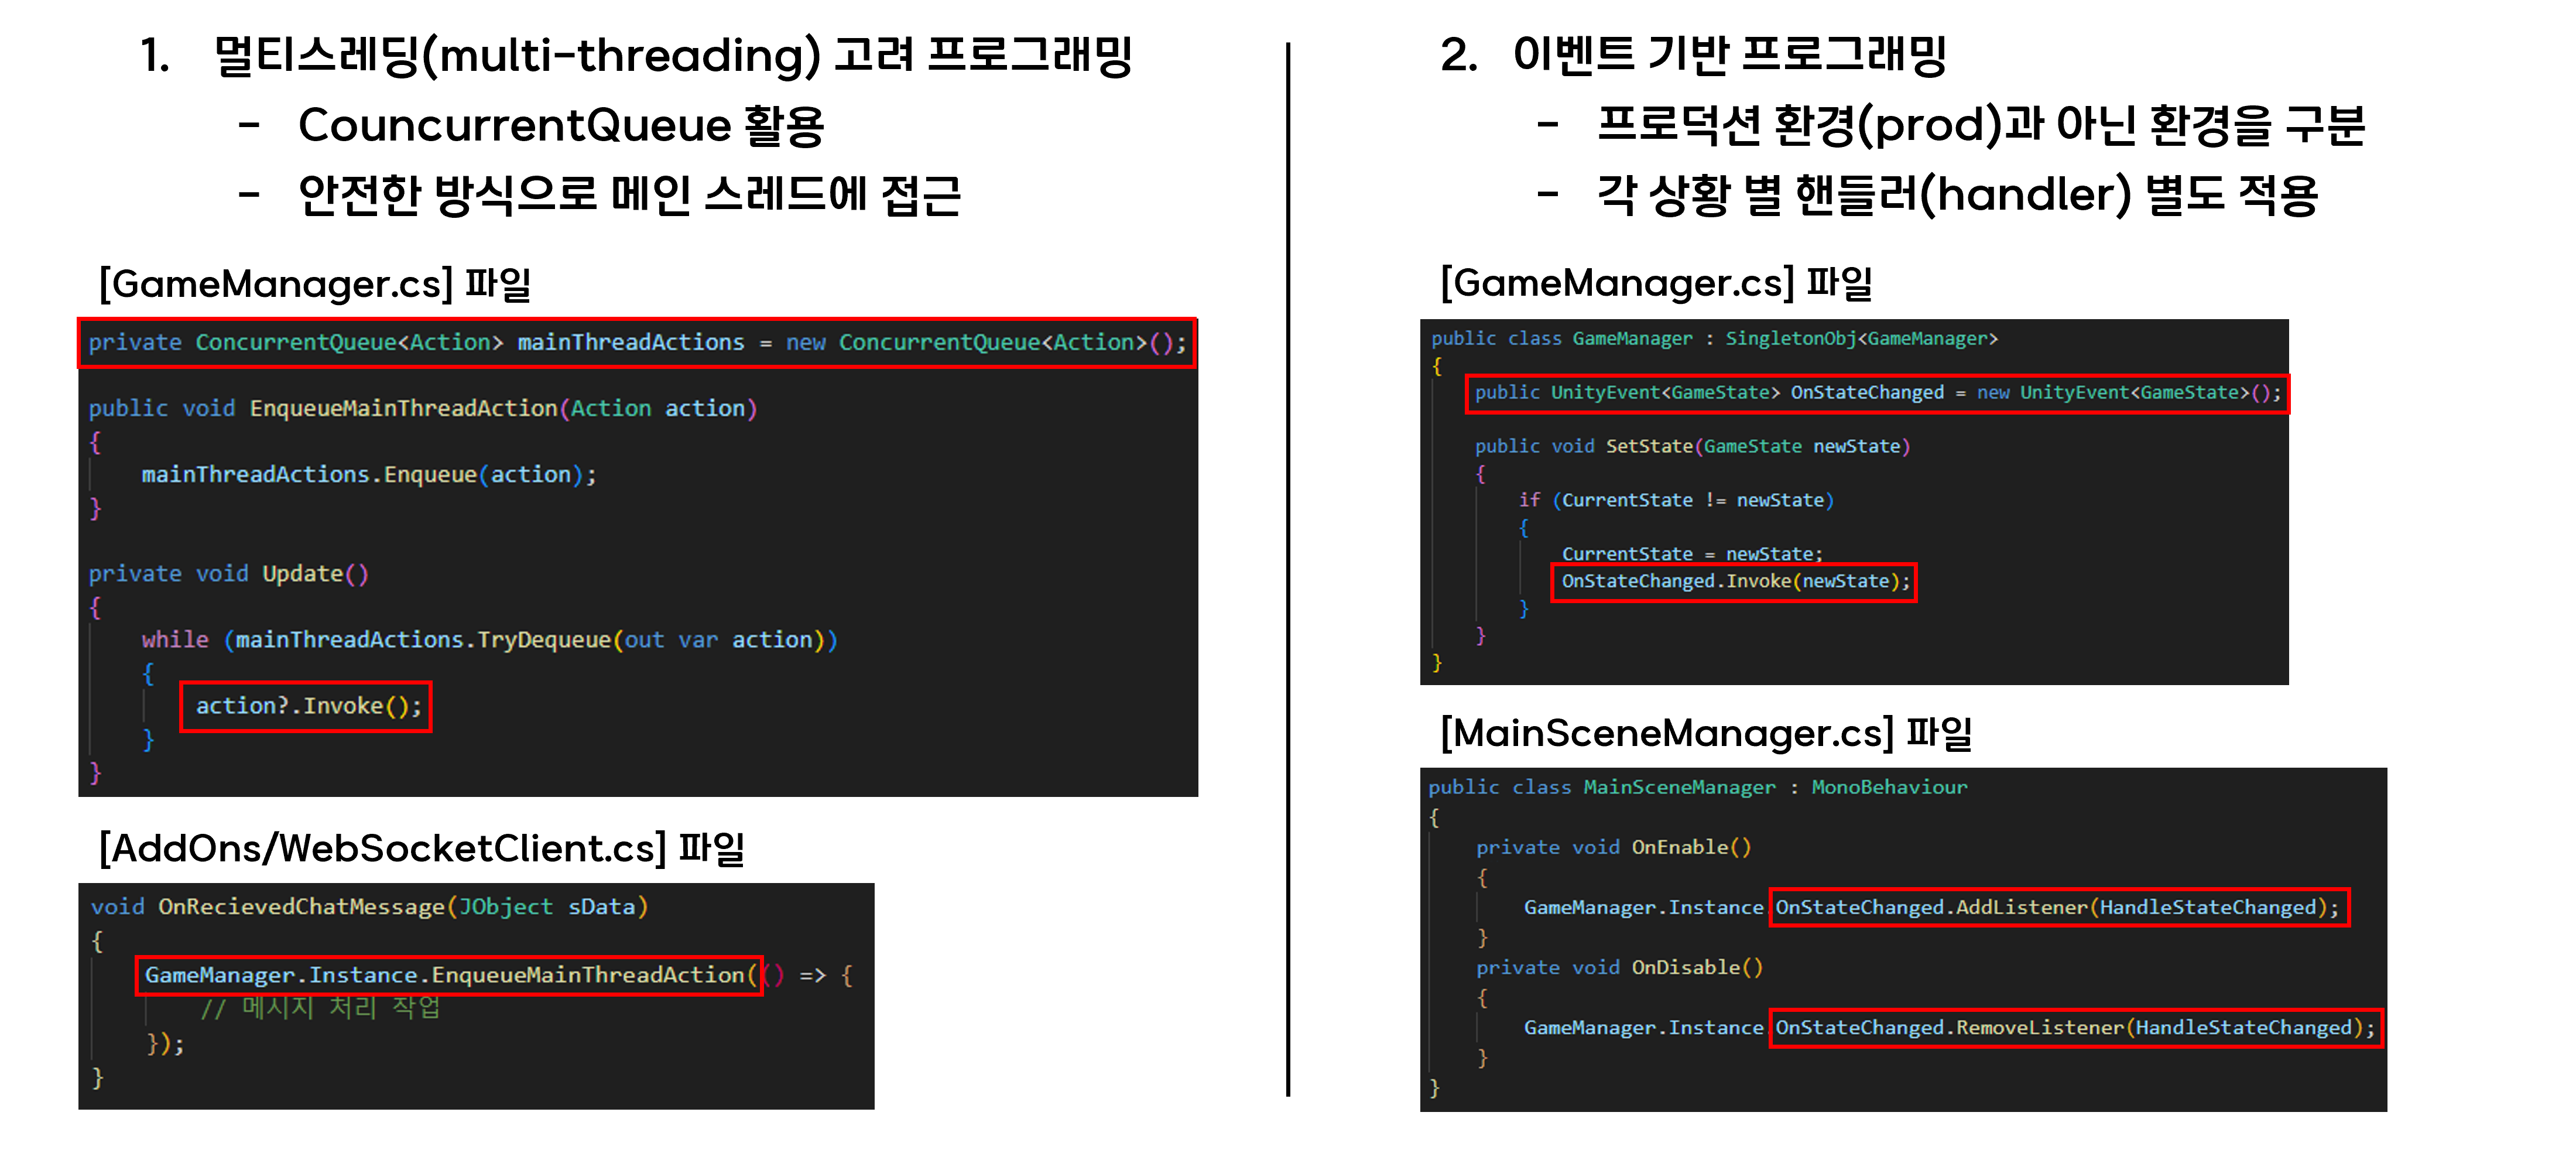 1. 멀티스레딩(multi-threading) 고려 프로그래밍
- CouncurrentQueue 활용
- 안전한 방식으로 메인 스레드에 접근
[GameManager.cs] 파일
private ConcurrentQueue<Action> mainThreadActions = new ConcurrentQueue<Action>();
public void EnqueueMainThreadAction(Action action)
{
mainThreadActions.Enqueue(action);
}
private void Update()
{
while (mainThreadActions.TryDequeue(out var action))
{
action?.Invoke();
}
}
[AddOns/WebSocketClient.cs] 파일
void OnRecievedChatMessage(JObject sData)
{
GameManager.Instance.EnqueueMainThreadAction(() => {
// 메시지 처리 작업
});
}
2. 이벤트 기반 프로그래밍
- 프로덕션 환경(prod)과 아닌 환경을 구분
- 각 상황 별 핸들러(handler) 별도 적용
[GameManager.cs] 파일
public class GameManager : SingletonObj<GameManager>
{
public UnityEvent<GameState> OnStateChanged = new UnityEvent<GameState>();
public void SetState(GameState newState)
{
if (CurrentState != newState)
{
CurrentState = newState;
OnStateChanged.Invoke(newState);
}
}
}
[MainSceneManager.cs] 파일
public class MainSceneManager : MonoBehaviour
{
private void OnEnable()
{
GameManager.Instance.OnStateChanged.AddListener(HandleStateChanged);
}
private void OnDisable()
{
GameManager.Instance.OnStateChanged.RemoveListener(HandleStateChanged);
}
}